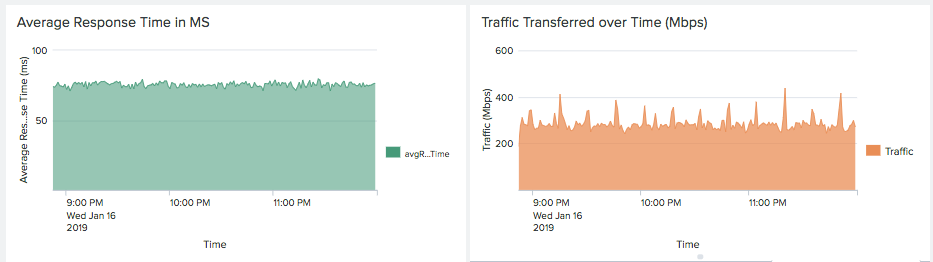 Average Response Time in MS
Average Res...se Time (ms)
100
50
9:00 PM
Wed Jan 16
2019
10:00 PM
11:00 PM
Time
avgR...Time
Traffic Transferred over Time (Mbps)
Traffic (Mbps)
600
400
200
9:00 PM
Wed Jan 16
2019
10:00 PM
11:00 PM
Time
Traffic